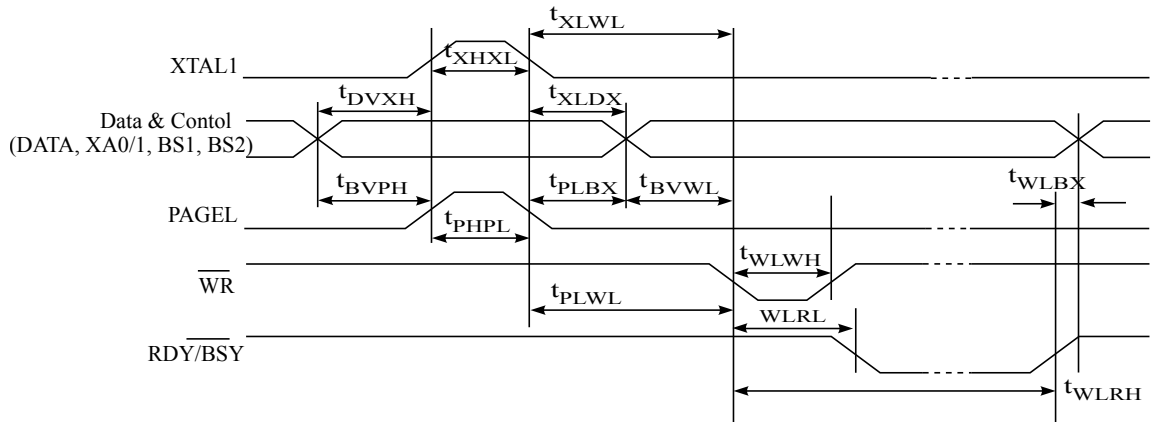 tXLWL
XTAL1
tXHXL
tDVXH
tXLDX
Data & Contol
(DATA, XA0/1, BS1, BS2)
tBVPH
tPLBX
tBVWL
tWLBX
PAGEL
tPHPL
tWLWH
WR
tPLWL
WLRL
RDY/BSY
tWLRH